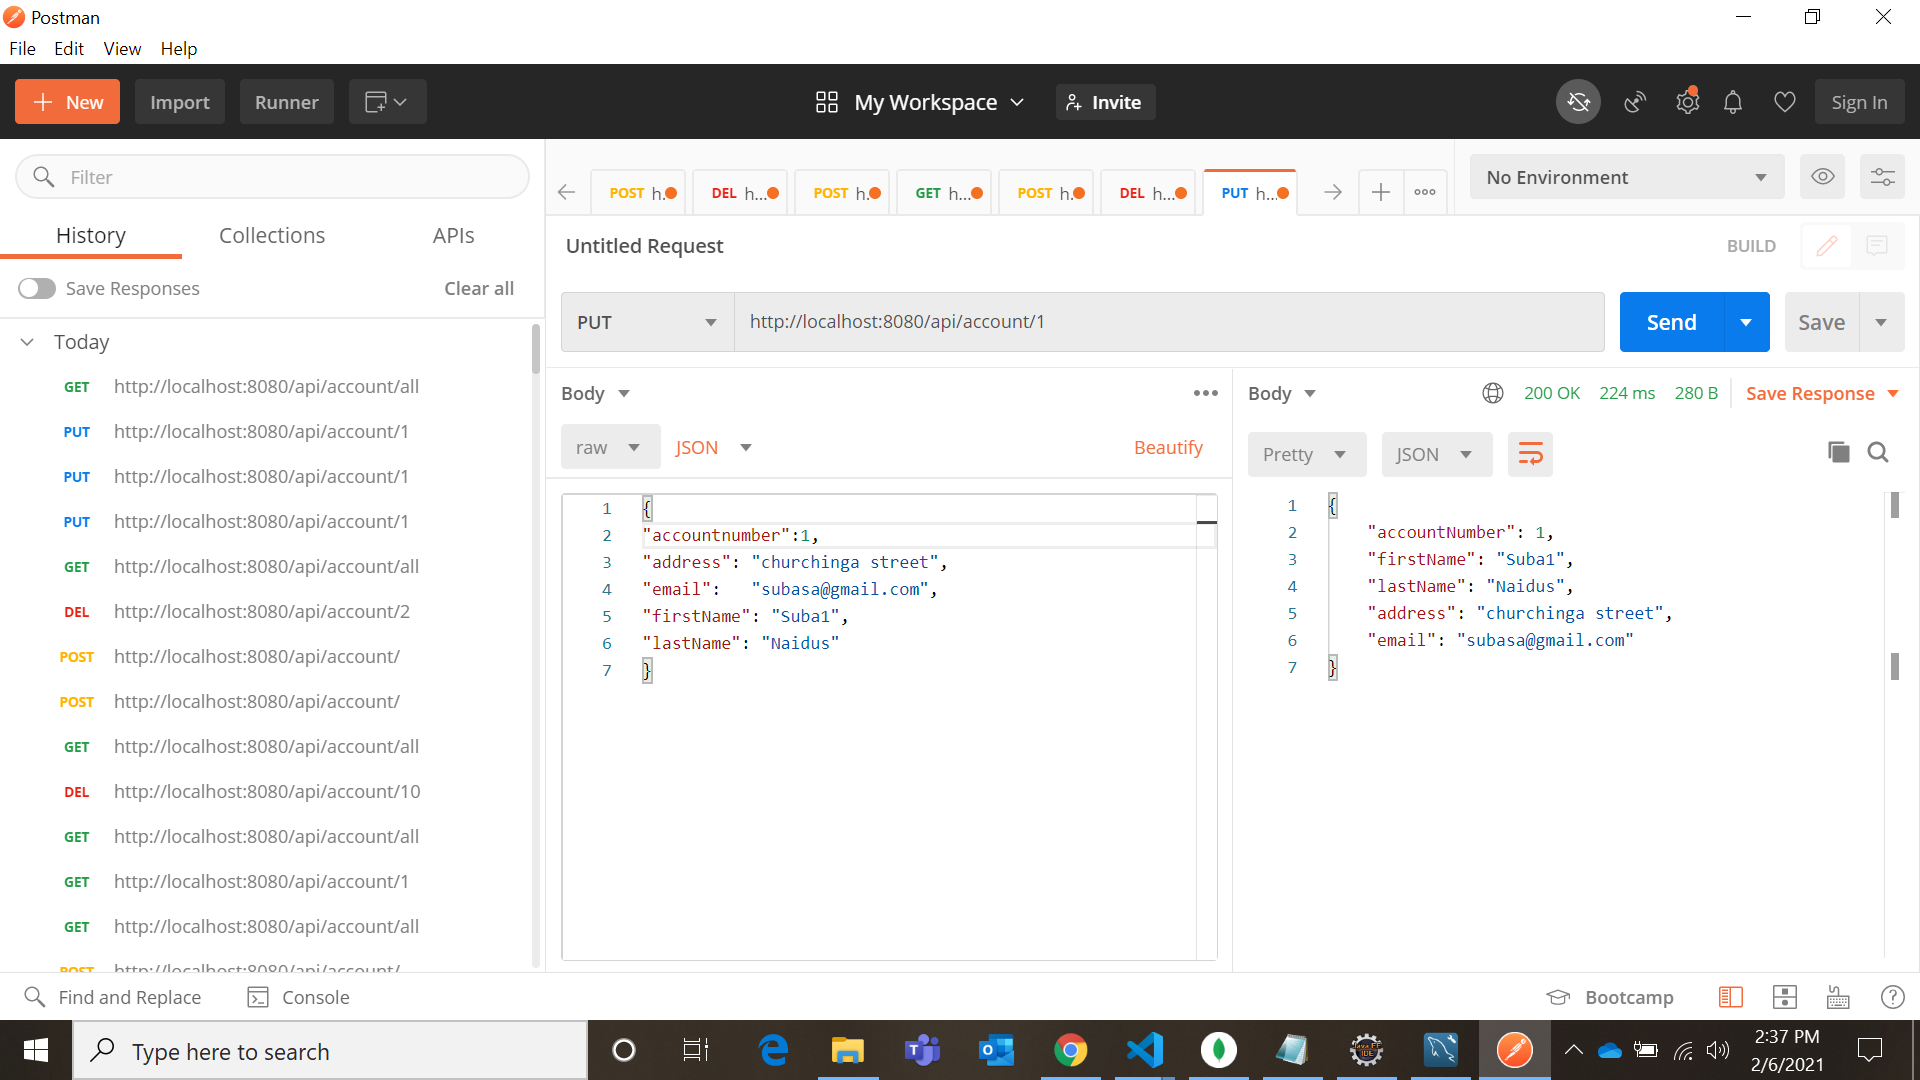 Postman
File Edit View Help
New Import Runner My Workspace Invite Sign In
Filter
History Collections APIs
Save Responses Clear all
Today
GET http://localhost:8080/api/account/all
PUT http://localhost:8080/api/account/1
PUT http://localhost:8080/api/account/1
PUT http://localhost:8080/api/account/1
GET http://localhost:8080/api/account/all
DEL http://localhost:8080/api/account/2
POST http://localhost:8080/api/account/
POST http://localhost:8080/api/account/
GET http://localhost:8080/api/account/all
DEL http://localhost:8080/api/account/10
GET http://localhost:8080/api/account/all
GET http://localhost:8080/api/account/1
GET http://localhost:8080/api/account/all
POST http://localhost:8080/api/account/
POST h. DEL h... POST h. GET h... POST h. DEL h... PUT h...
No Environment
Untitled Request BUILD
PUT http://localhost:8080/api/account/1 Send Save
Body
raw JSON Beautify
1 {
2 "accountnumber":1,
3 "address": "churchinga street",
4 "email":   "subasa@gmail.com",
5 "firstName": "Suba1",
6 "lastName": "Naidus"
7 }
Body 200 OK 224 ms 280 B Save Response
Pretty JSON
1 {
2 "accountNumber": 1,
3 "firstName": "Suba1",
4 "lastName": "Naidus",
5 "address": "churchinga street",
6 "email": "subasa@gmail.com"
7 }
Find and Replace Console Bootcamp
Type here to search
2:37 PM
2/6/2021